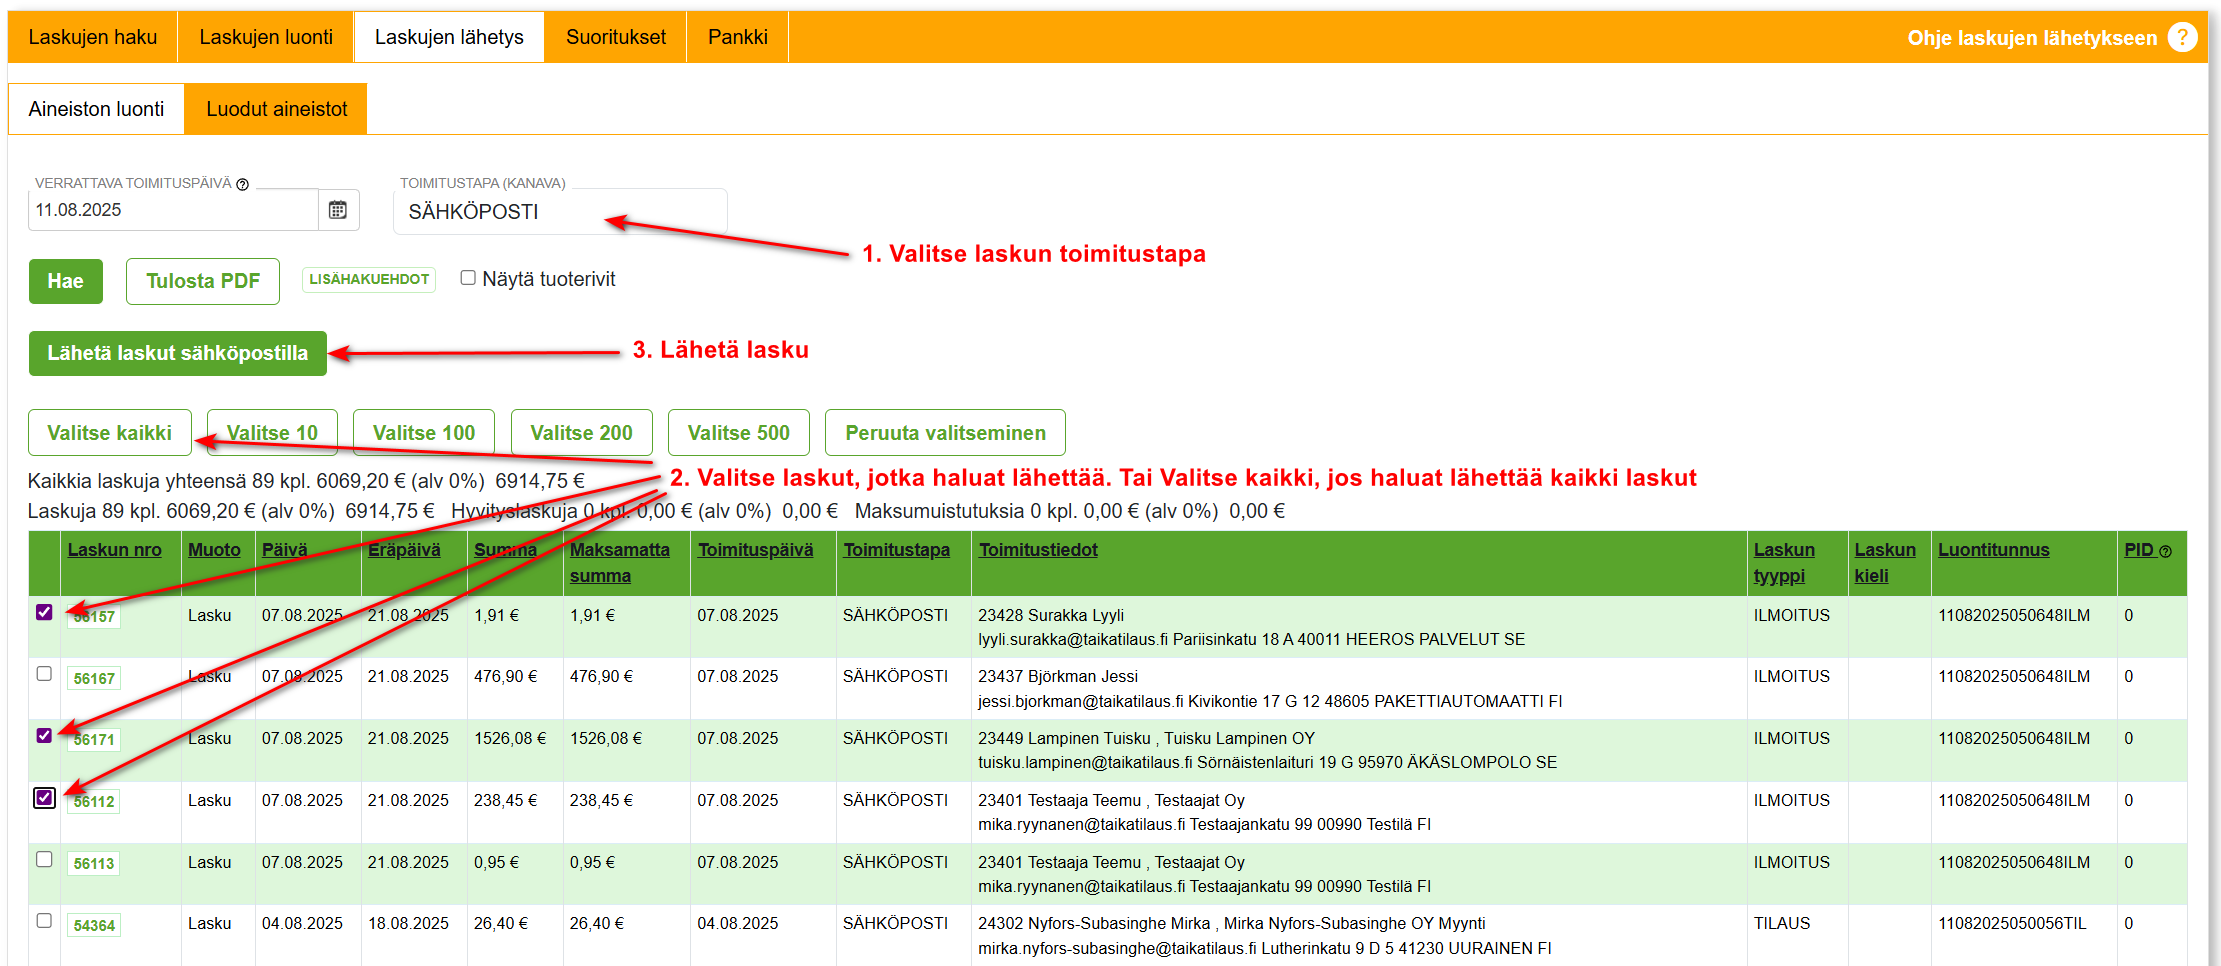 Laskujen haku Laskujen luonti Laskujen lähetys Suoritukset Pankki Ohje laskujen lähetykseen ?
Aineiston luonti Luodut aineistot
VERRATTAVA TOIMITUSPÄIVÄ ? TOIMITUSTAPA (KANAVA)
11.08.2025 SÄHKÖPOSTI
1. Valitse laskun toimitustapa
Hae Tulosta PDF LISÄHAKUEHDOT Näytä tuoterivit
Lähetä laskut sähköpostilla 3. Lähetä lasku
Valitse kaikki Valitse 10 Valitse 100 Valitse 200 Valitse 500 Peruuta valitseminen
Kaikkia laskuja yhteensä 89 kpl. 6069,20 € (alv 0%) 6914,75 € 2. Valitse laskut, jotka haluat lähettää. Tai Valitse kaikki, jos haluat lähettää kaikki laskut
Laskuja 89 kpl. 6069,20 € (alv 0%) 6914,75 € Hyvityslaskuja 0 kpl. 0,00 € (alv 0%) 0,00 € Maksumuistutuksia 0 kpl. 0,00 € (alv 0%) 0,00 €
Laskun nro Muoto Päivä Eräpäivä Summa Maksamatta Toimituspäivä Toimitustapa Toimitustiedot Laskun Laskun Luontitunnus PID ?
summa tyyppi kieli
56157 Lasku 07.08.2025 21.08.2025 1,91 € 1,91 € 07.08.2025 SÄHKÖPOSTI 23428 Surakka Lyyli ILMOITUS 11082025050648ILM 0
lyyli.surakka@taikatilaus.fi Pariisinkatu 18 A 40011 HEEROS PALVELUT SE
56167 Lasku 07.08.2025 21.08.2025 476,90 € 476,90 € 07.08.2025 SÄHKÖPOSTI 23437 Björkman Jessi ILMOITUS 11082025050648ILM 0
jessi.bjorkman@taikatilaus.fi Kivikontie 17 G 12 48605 PAKETTIAUTOMAATTI FI
56171 Lasku 07.08.2025 21.08.2025 1526,08 € 1526,08 € 07.08.2025 SÄHKÖPOSTI 23449 Lampinen Tuisku , Tuisku Lampinen OY ILMOITUS 11082025050648ILM 0
tuisku.lampinen@taikatilaus.fi Sörnäistenlaituri 19 G 95970 ÄKÄSLOMPOLO SE
56112 Lasku 07.08.2025 21.08.2025 238,45 € 238,45 € 07.08.2025 SÄHKÖPOSTI 23401 Testaaja Teemu , Testaajat Oy ILMOITUS 11082025050648ILM 0
mika.ryynanen@taikatilaus.fi Testaajankatu 99 00990 Testilä FI
56113 Lasku 07.08.2025 21.08.2025 0,95 € 0,95 € 07.08.2025 SÄHKÖPOSTI 23401 Testaaja Teemu , Testaajat Oy ILMOITUS 11082025050648ILM 0
mika.ryynanen@taikatilaus.fi Testaajankatu 99 00990 Testilä FI
54364 Lasku 04.08.2025 18.08.2025 26,40 € 26,40 € 04.08.2025 SÄHKÖPOSTI 24302 Nyfors-Subasinghe Mirka , Mirka Nyfors-Subasinghe OY Myynti TILAUS 11082025050056TIL 0
mirka.nyfors-subasinghe@taikatilaus.fi Lutherinkatu 9 D 5 41230 UURAINEN FI